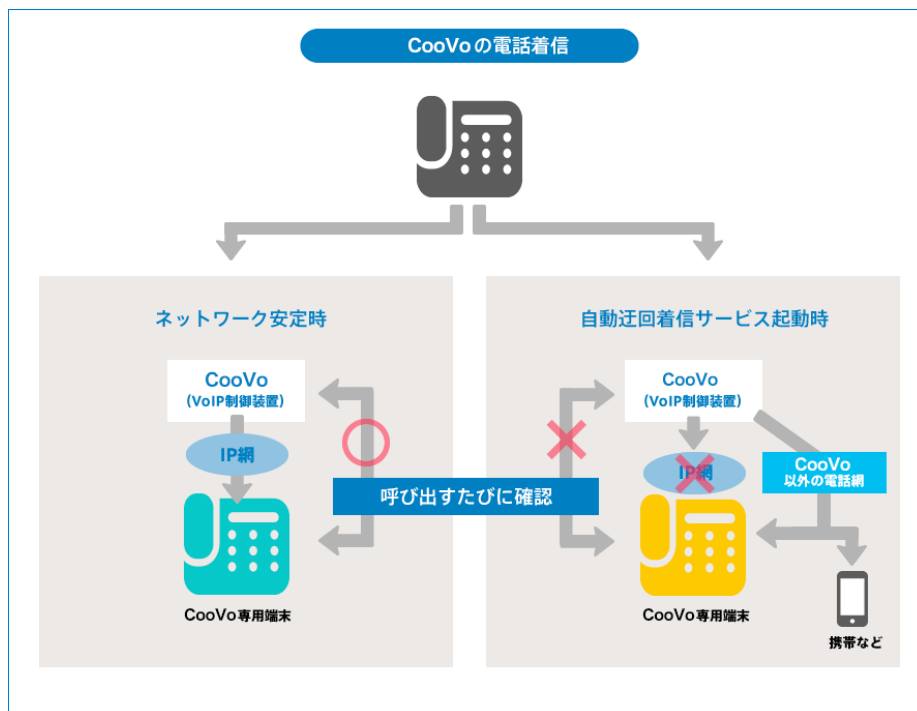 CooVoの電話着信
ネットワーク安定時
CooVo
(VoIP制御装置)
IP網
CooVo専用端末
呼び出すたびに確認
自動迂回着信サービス起動時
CooVo
(VoIP制御装置)
IP網
CooVo
以外の電話網
CooVo専用端末
携帯など